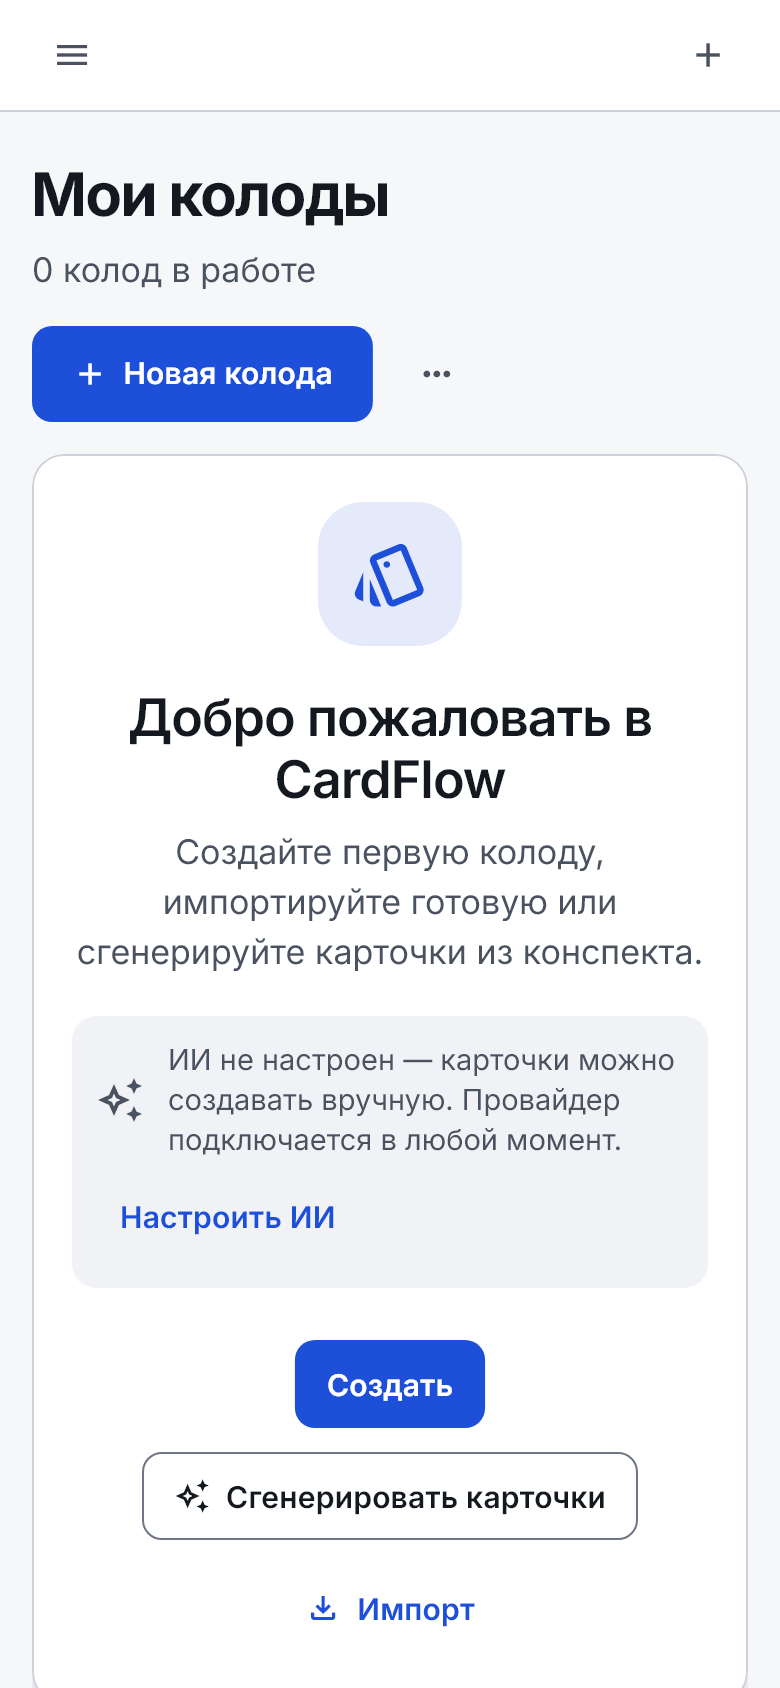 Мои колоды
0 колод в работе
Новая колода
Добро пожаловать в
CardFlow
Создайте первую колоду,
импортируйте готовую или
сгенерируйте карточки из конспекта.
ИИ не настроен — карточки можно
создавать вручную. Провайдер
подключается в любой момент.
Настроить ИИ
Создать
Сгенерировать карточки
Импорт